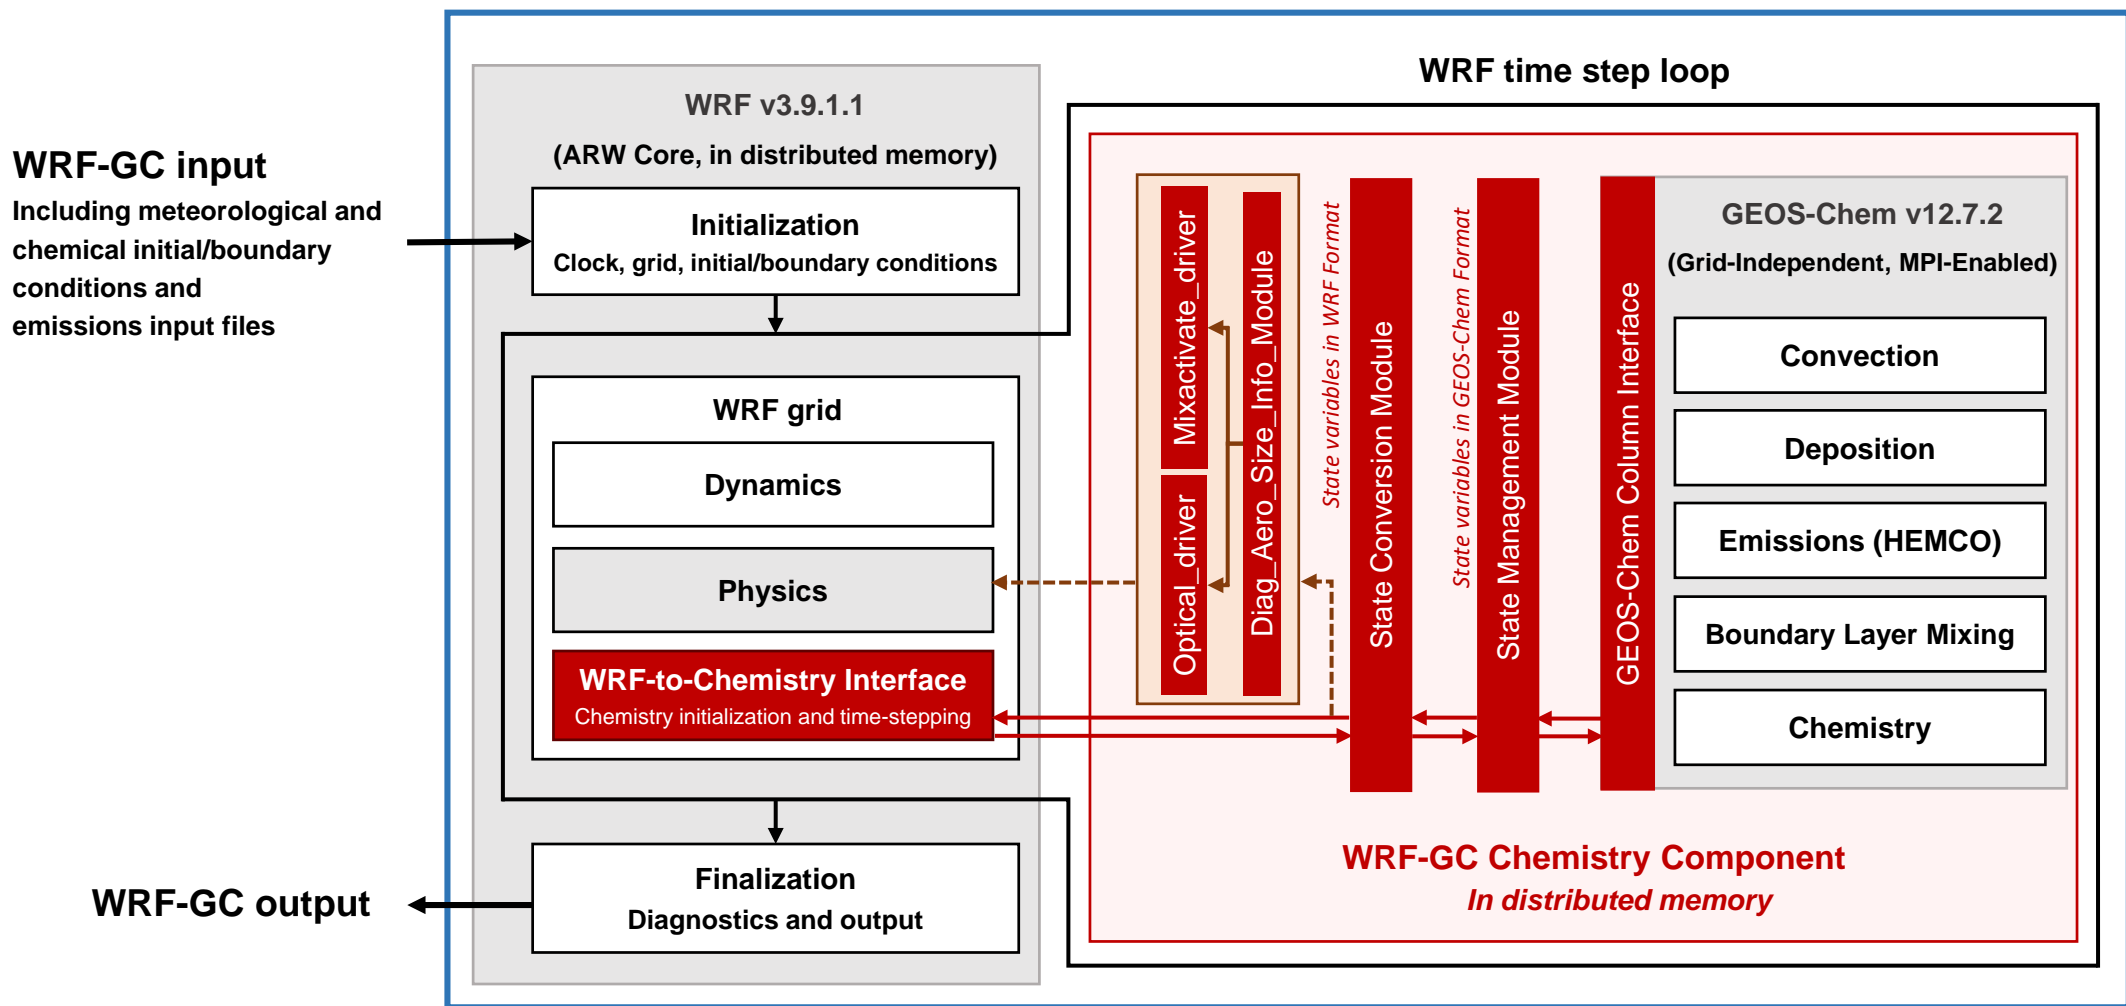 WRF-GC input
Including meteorological and
chemical initial/boundary
conditions and
emissions input files
WRF-GC output
WRF v3.9.1.1
(ARW Core, in distributed memory)
Initialization
Clock, grid, initial/boundary conditions
WRF grid
Dynamics
Physics
WRF-to-Chemistry Interface
Chemistry initialization and time-stepping
Finalization
Diagnostics and output
WRF time step loop
Mixactivate_driver
Optical_driver
Diag_Aero_Size_Info_Module
State variables in WRF Format
State Conversion Module
State variables in GEOS-Chem Format
State Management Module
GEOS-Chem Column Interface
GEOS-Chem v12.7.2
(Grid-Independent, MPI-Enabled)
Convection
Deposition
Emissions (HEMCO)
Boundary Layer Mixing
Chemistry
WRF-GC Chemistry Component
In distributed memory